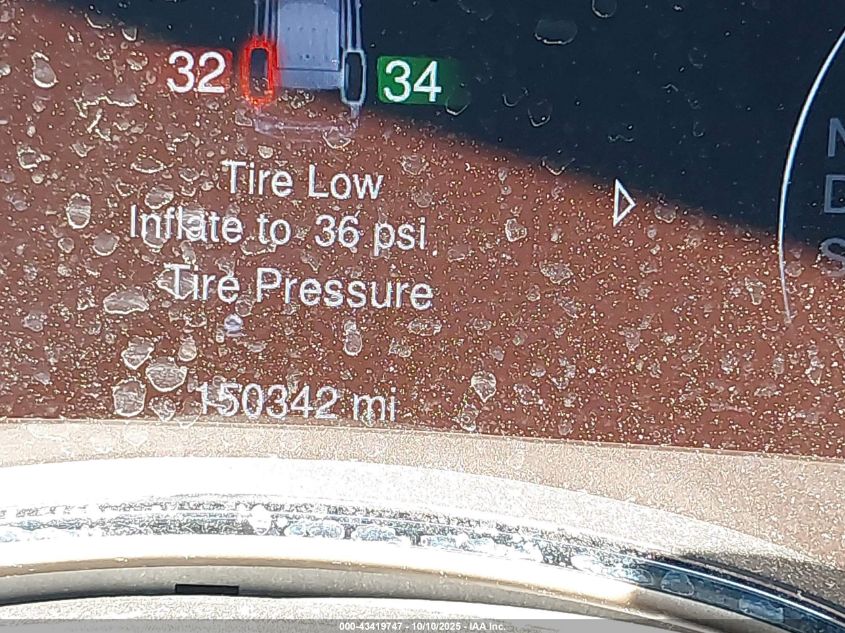 32 34
Tire Low
Inflate to 36 psi
Tire Pressure
150342 mi
N
D
S
000-43419747 - 10/10/2025 - IAA Inc.